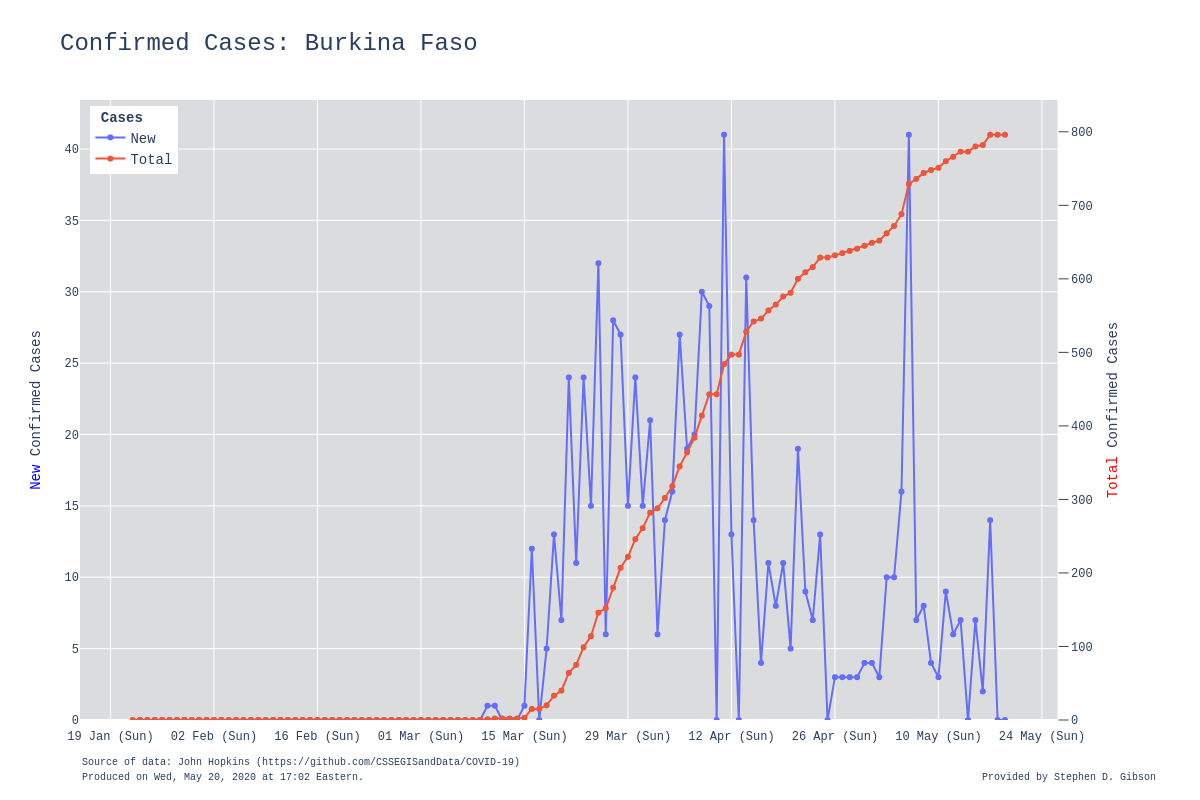 Confirmed Cases: Burkina Faso
Cases
New
Total
40
35
30
25
20
15
10
5
0
800
700
600
500
400
300
200
100
0
New Confirmed Cases
Total Confirmed Cases
19 Jan (Sun) 02 Feb (Sun) 16 Feb (Sun) 01 Mar (Sun) 15 Mar (Sun) 29 Mar (Sun) 12 Apr (Sun) 26 Apr (Sun) 10 May (Sun) 24 May (Sun)
Source of data: John Hopkins (https://github.com/CSSEGISandData/COVID-19)
Produced on Wed, May 20, 2020 at 17:02 Eastern.
Provided by Stephen D. Gibson